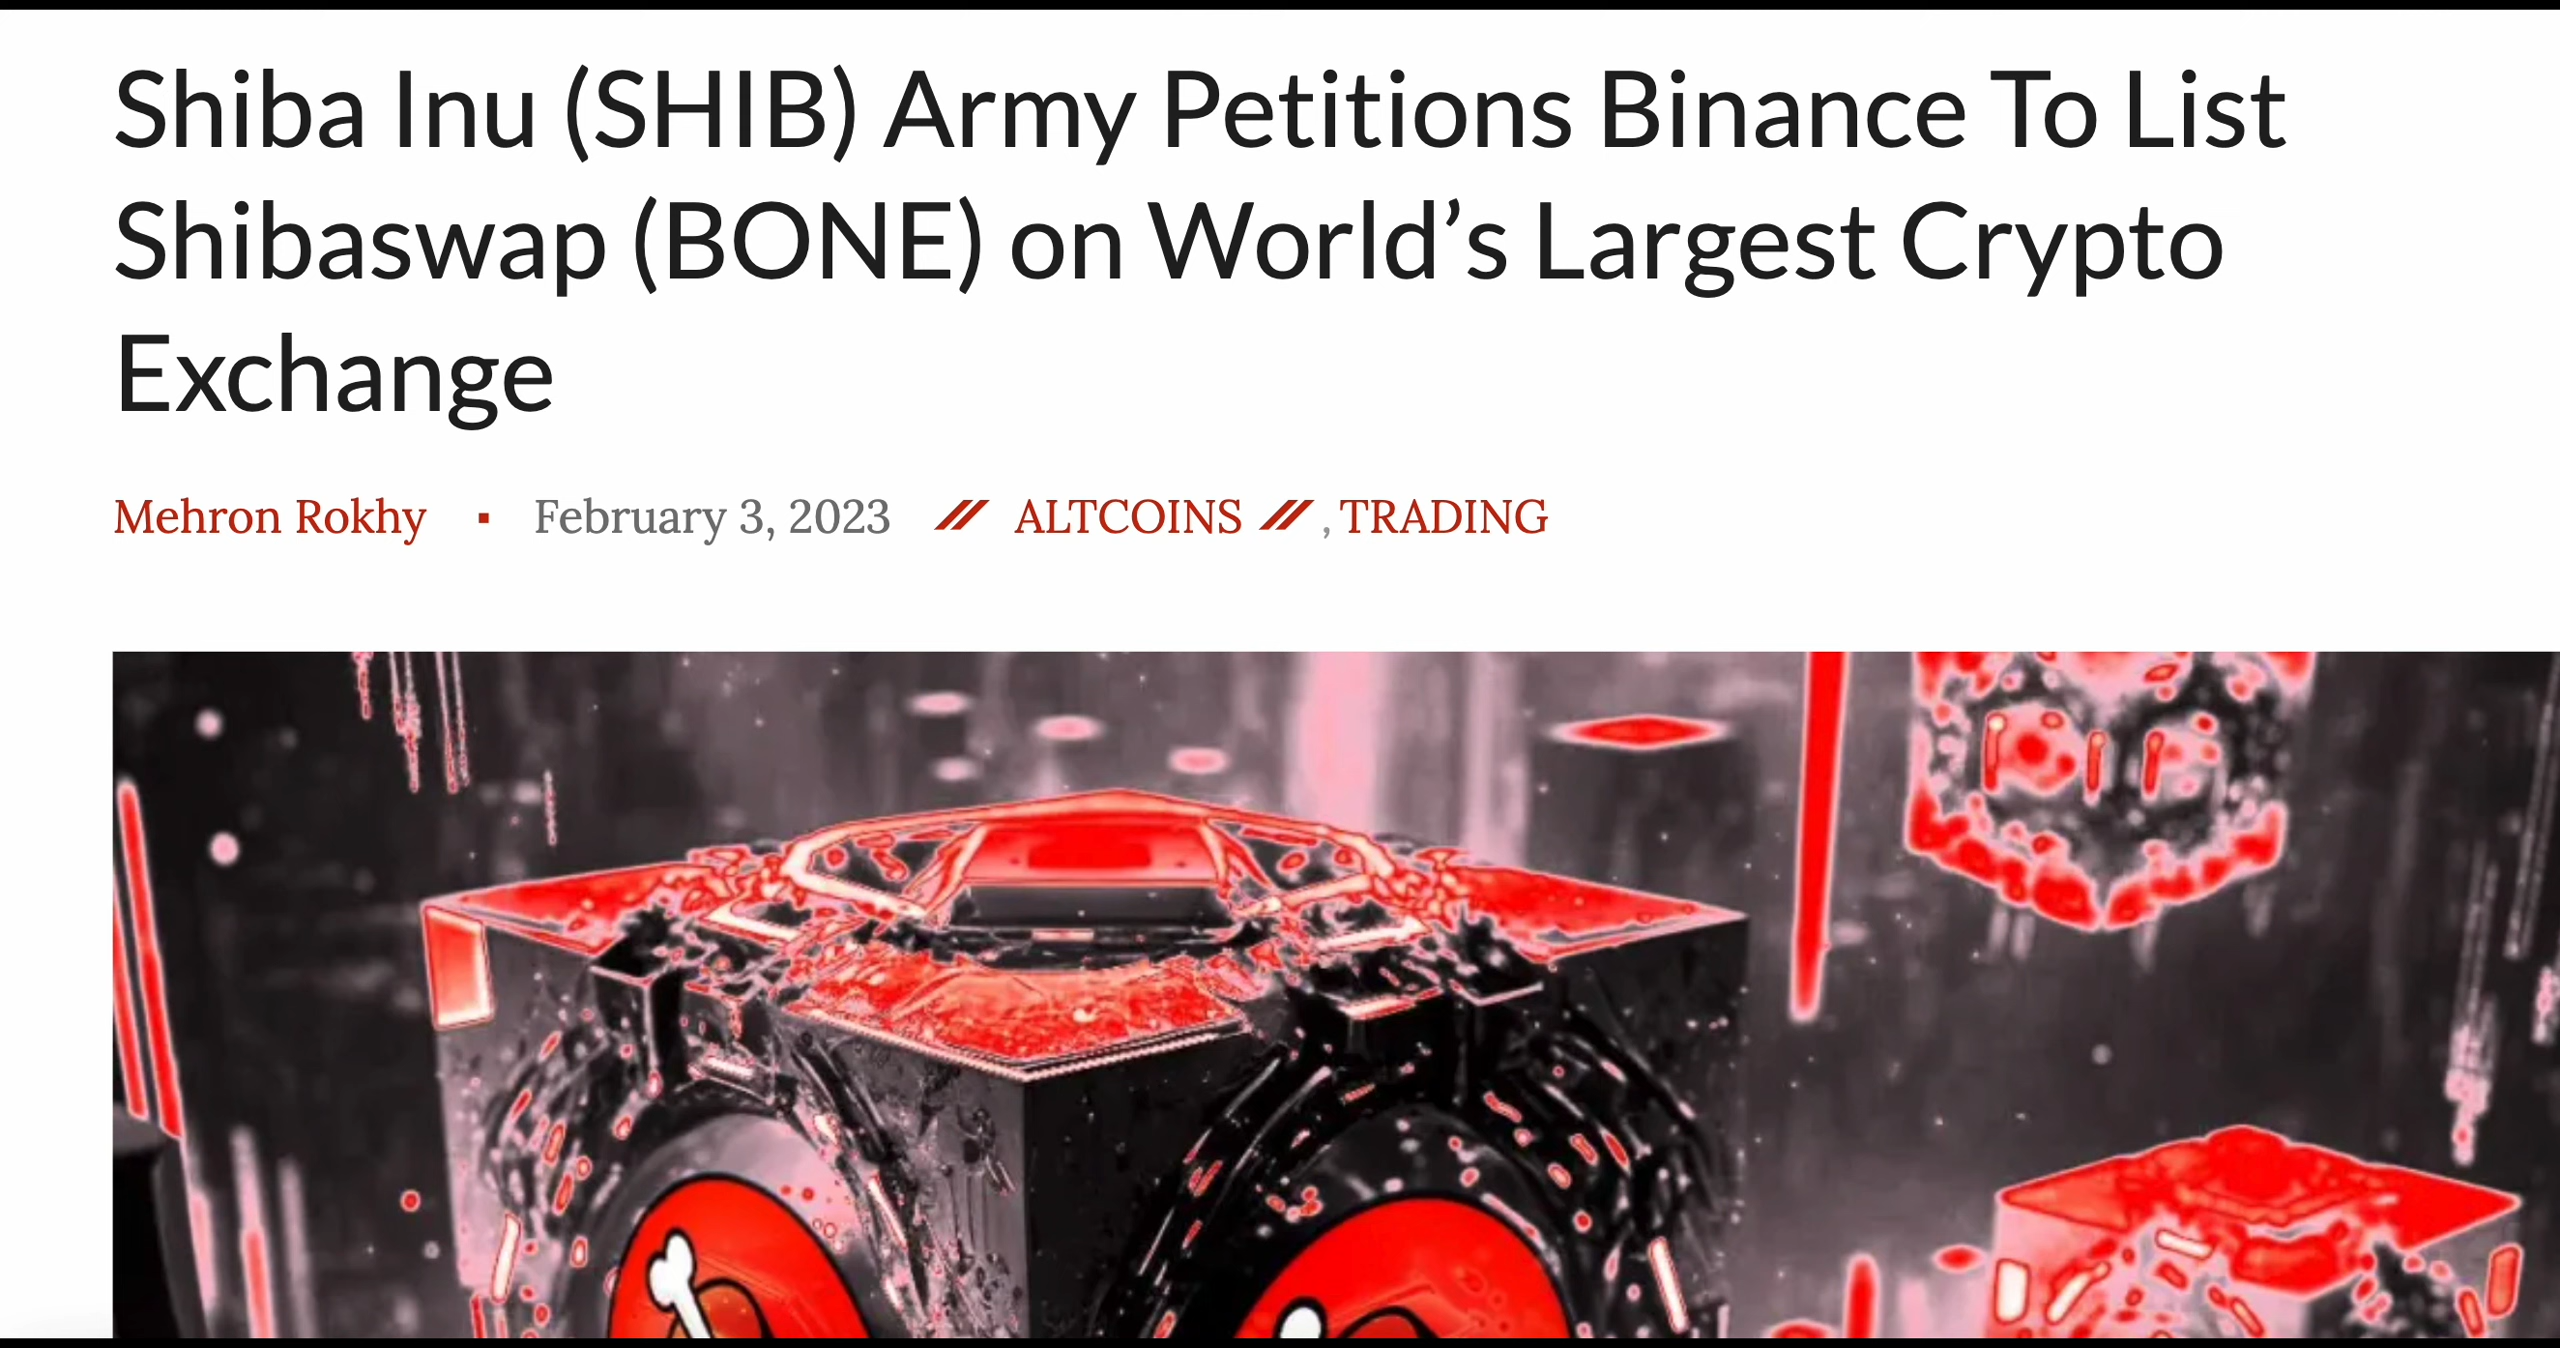 Shiba Inu (SHIB) Army Petitions Binance To List
Shibaswap (BONE) on World’s Largest Crypto
Exchange
Mehron Rokhy ▪ February 3, 2023 // ALTCOINS // , TRADING